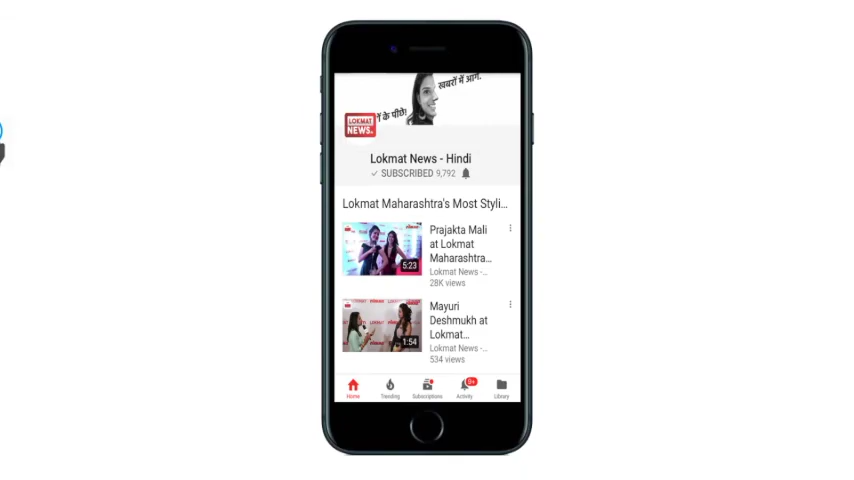 खबरों में आगे.
के पीछे!
LOKMAT
NEWS
Lokmat News - Hindi
SUBSCRIBED 9,792
Lokmat Maharashtra's Most Styli...
Prajakta Mali
at Lokmat
Maharashtra...
Lokmat News -...
28K views
5:23
Mayuri
Deshmukh at
Lokmat...
Lokmat News -...
534 views
1:54
Home
Trending
Subscriptions
9+
Activity
Library